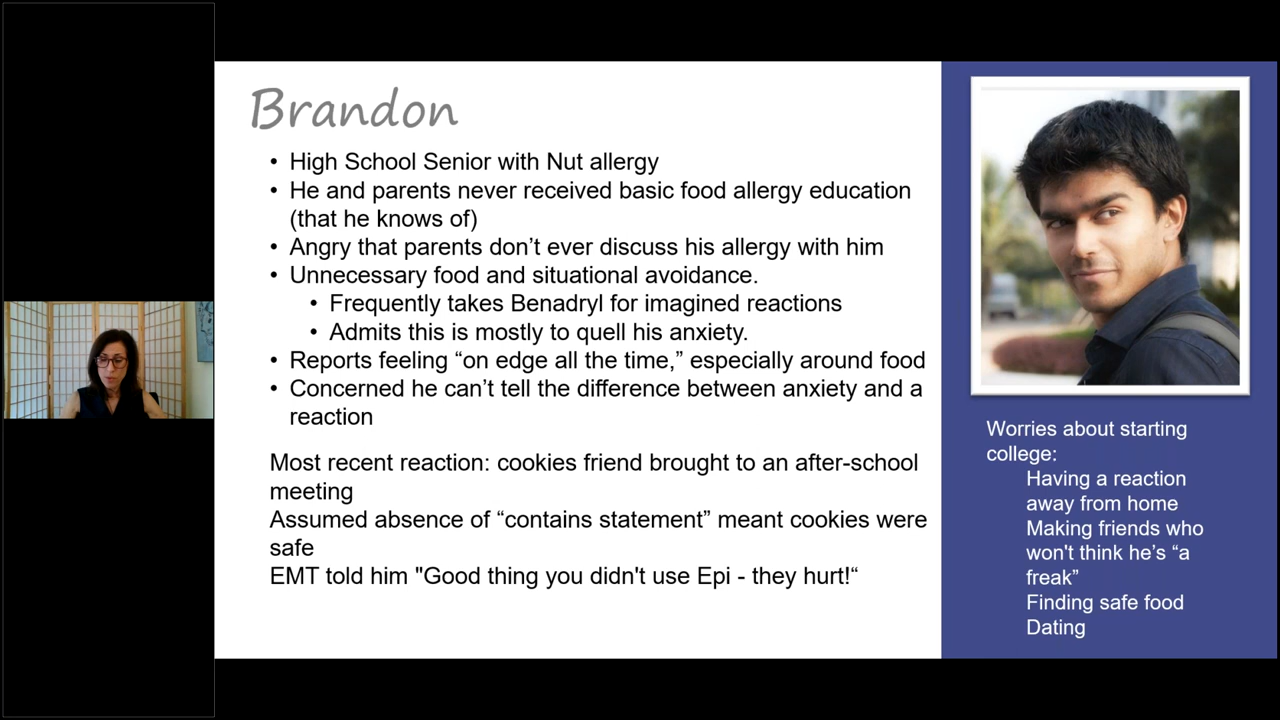 Brandon
• High School Senior with Nut allergy
• He and parents never received basic food allergy education
(that he knows of)
• Angry that parents don’t ever discuss his allergy with him
• Unnecessary food and situational avoidance.
• Frequently takes Benadryl for imagined reactions
• Admits this is mostly to quell his anxiety.
• Reports feeling “on edge all the time,” especially around food
• Concerned he can’t tell the difference between anxiety and a
reaction
Most recent reaction: cookies friend brought to an after-school
meeting
Assumed absence of “contains statement” meant cookies were
safe
EMT told him "Good thing you didn't use Epi - they hurt!“
Worries about starting
college:
Having a reaction
away from home
Making friends who
won't think he’s “a
freak”
Finding safe food
Dating